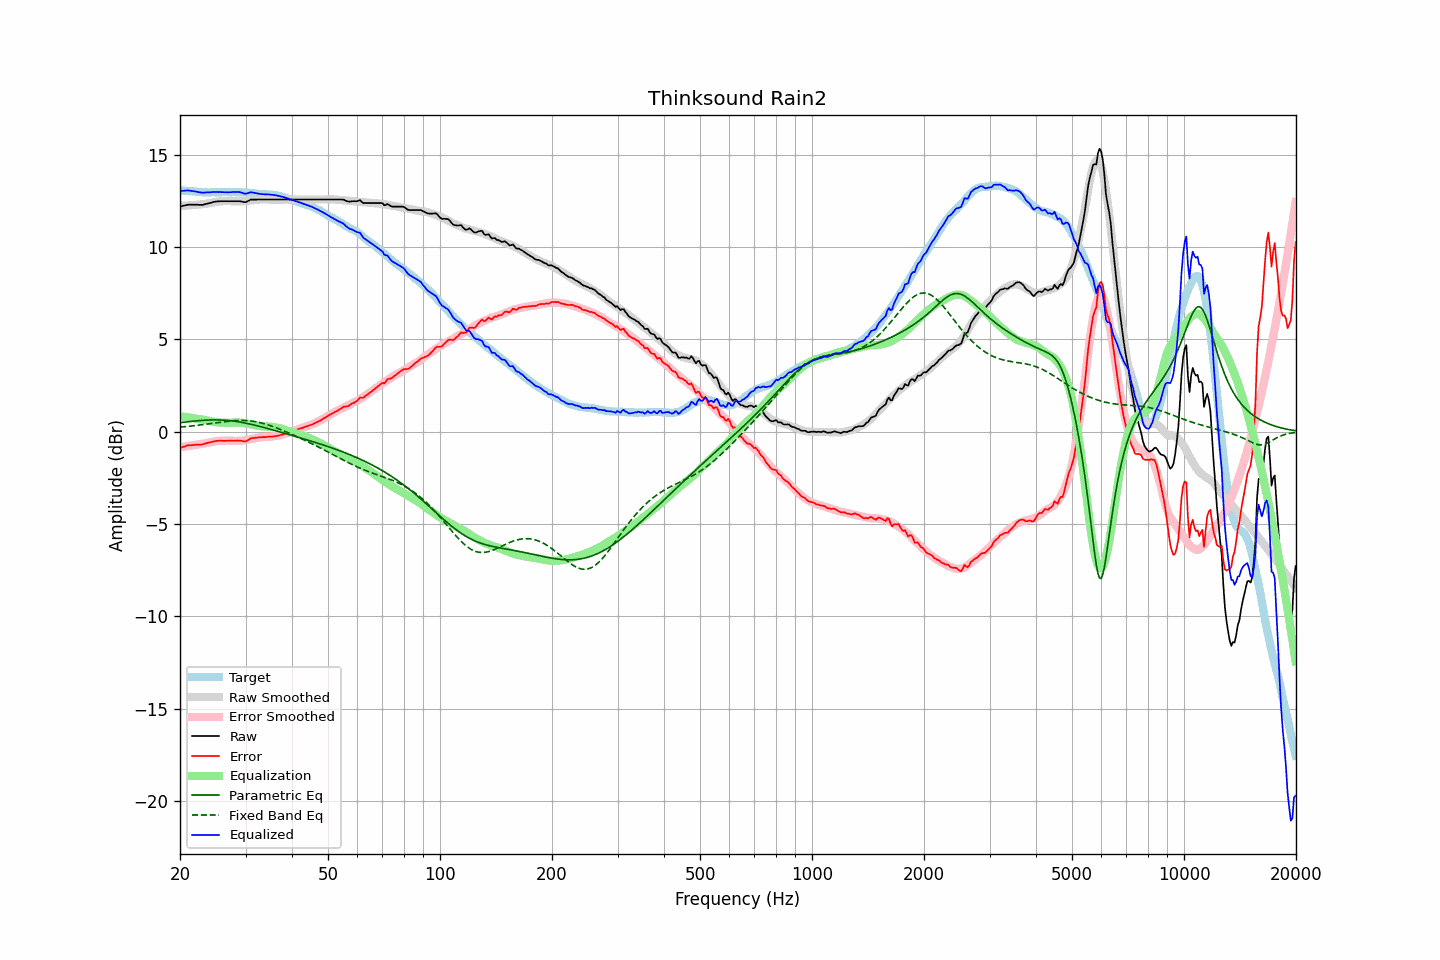 Thinksound Rain2
Amplitude (dBr)
15
10
5
0
−5
−10
−15
−20
Target
Raw Smoothed
Error Smoothed
Raw
Error
Equalization
Parametric Eq
Fixed Band Eq
Equalized
20 50 100 200 500 1000 2000 5000 10000 20000
Frequency (Hz)